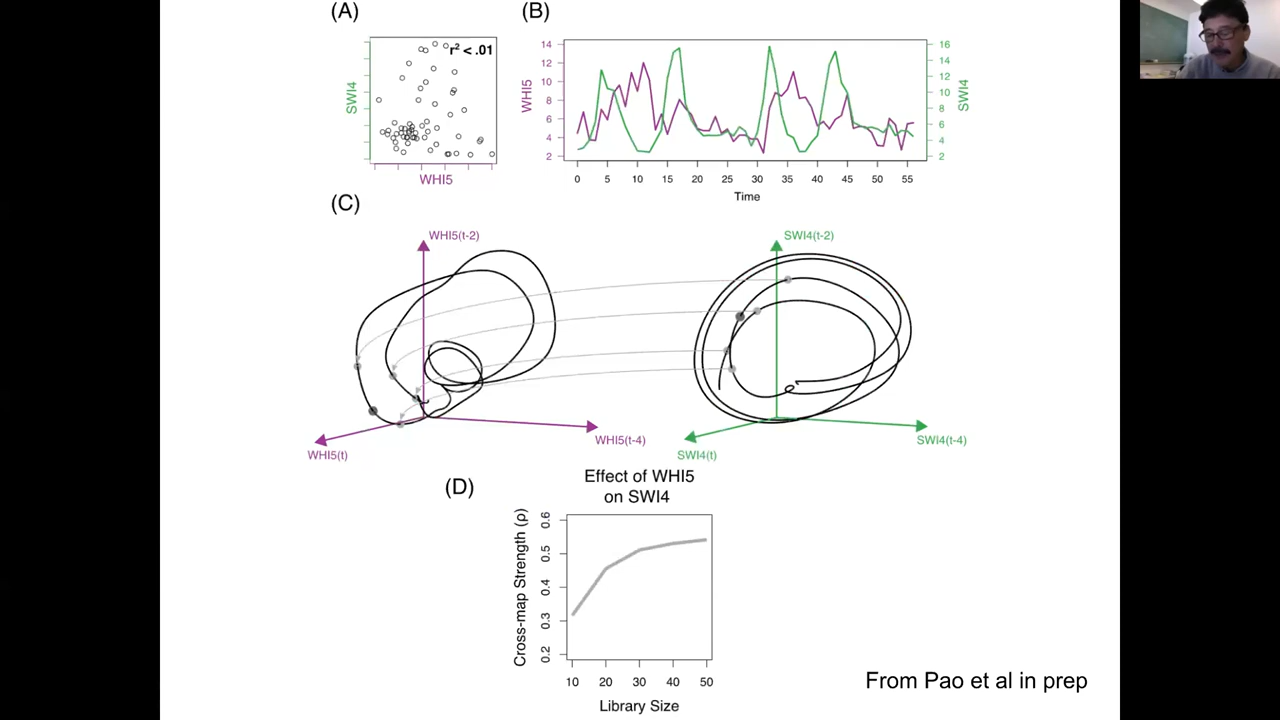 (A)
r² < .01
SWI4
WHI5
(B)
14
12
10
8
6
4
2
WHI5
16
14
12
10
8
6
4
2
SWI4
0 5 10 15 20 25 30 35 40 45 50 55
Time
(C)
WHI5(t-2)
WHI5(t-4)
WHI5(t)
SWI4(t-2)
SWI4(t-4)
SWI4(t)
(D)
Effect of WHI5
on SWI4
Cross-map Strength (ρ)
0.6
0.5
0.4
0.3
0.2
10 20 30 40 50
Library Size
From Pao et al in prep